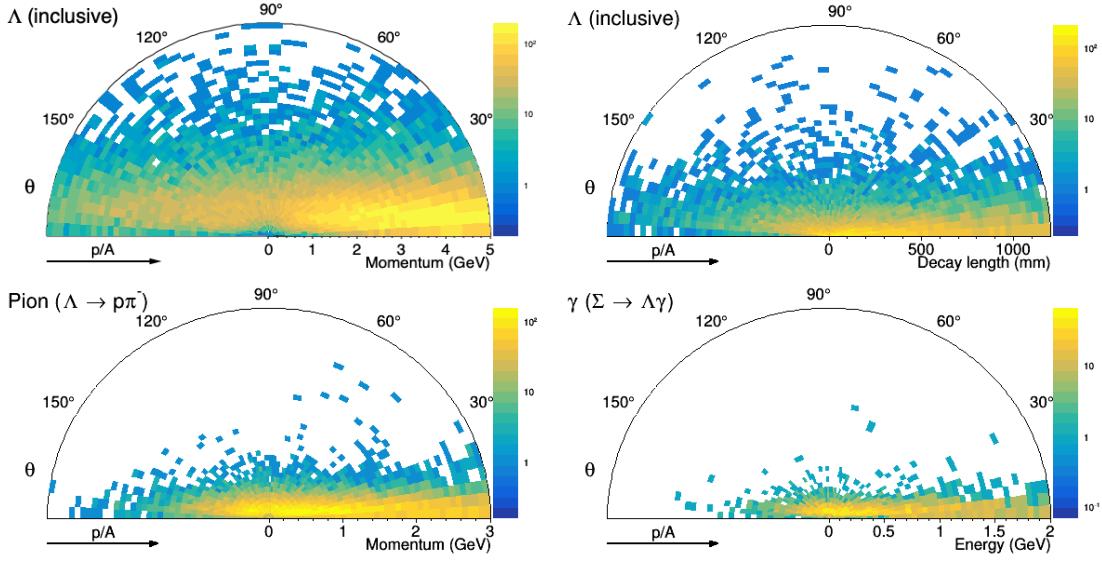 Λ (inclusive)
90°
120°
60°
150°
30°
θ
p/A
0 1 2 3 4 5
Momentum (GeV)
10²
10
1
Λ (inclusive)
90°
120°
60°
150°
30°
θ
p/A
0 500 1000
Decay length (mm)
10²
10
1
Pion (Λ → pπ⁻)
90°
120°
60°
150°
30°
θ
p/A
0 1 2 3
Momentum (GeV)
10²
10
1
γ (Σ → Λγ)
90°
120°
60°
150°
30°
θ
p/A
0 0.5 1 1.5 2
Energy (GeV)
10
1
10⁻¹